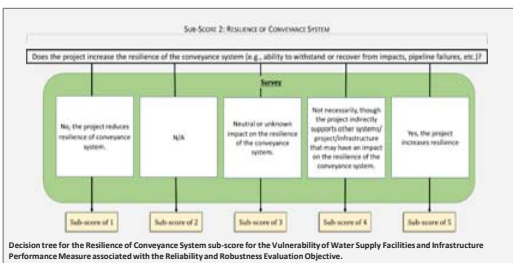 SUB-SCORE 2: RESILIENCE OF CONVEYANCE SYSTEM
Does the project increase the resilience of the conveyance system (e.g., ability to withstand or recover from impacts, pipeline failures, etc.)?
Survey
No, the project reduces
resilience of conveyance
system.
N/A
Neutral or unknown
impact on the resilience
of the conveyance
system.
Not necessarily, though
the project indirectly
supports other systems/
project/infrastructure
that may have an impact
on the resilience of the
conveyance system.
Yes, the project
increases resilience
Sub-score of 1
Sub-score of 2
Sub-score of 3
Sub-score of 4
Sub-score of 5
Decision tree for the Resilience of Conveyance System sub-score for the Vulnerability of Water Supply Facilities and Infrastructure
Performance Measure associated with the Reliability and Robustness Evaluation Objective.